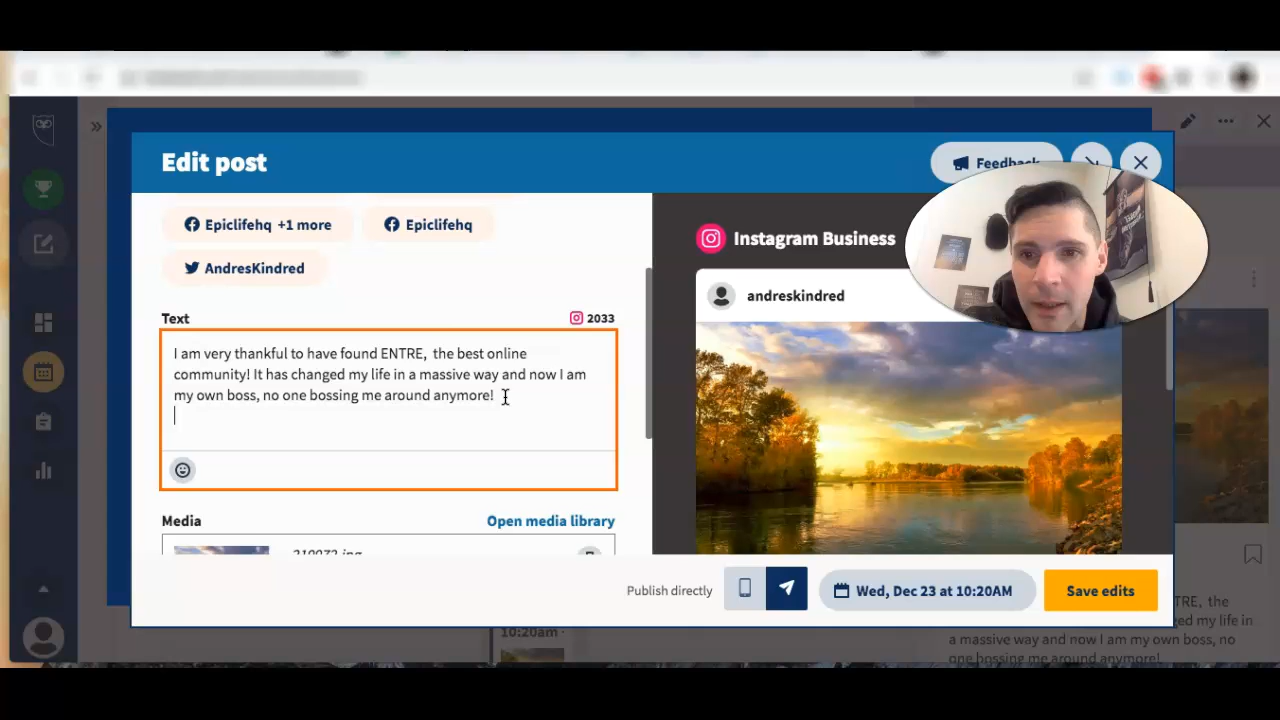 Edit post
Feedback
Epiclifehq +1 more
Epiclifehq
AndresKindred
Text
2033
I am very thankful to have found ENTRE,  the best online
community! It has changed my life in a massive way and now I am
my own boss, no one bossing me around anymore!
Media
Open media library
Instagram Business
andreskindred
Publish directly
Wed, Dec 23 at 10:20AM
Save edits
10:20am ·
TRE,  the
ged my life in
a massive way and now I am my own boss, no
one bossing me around anymore!